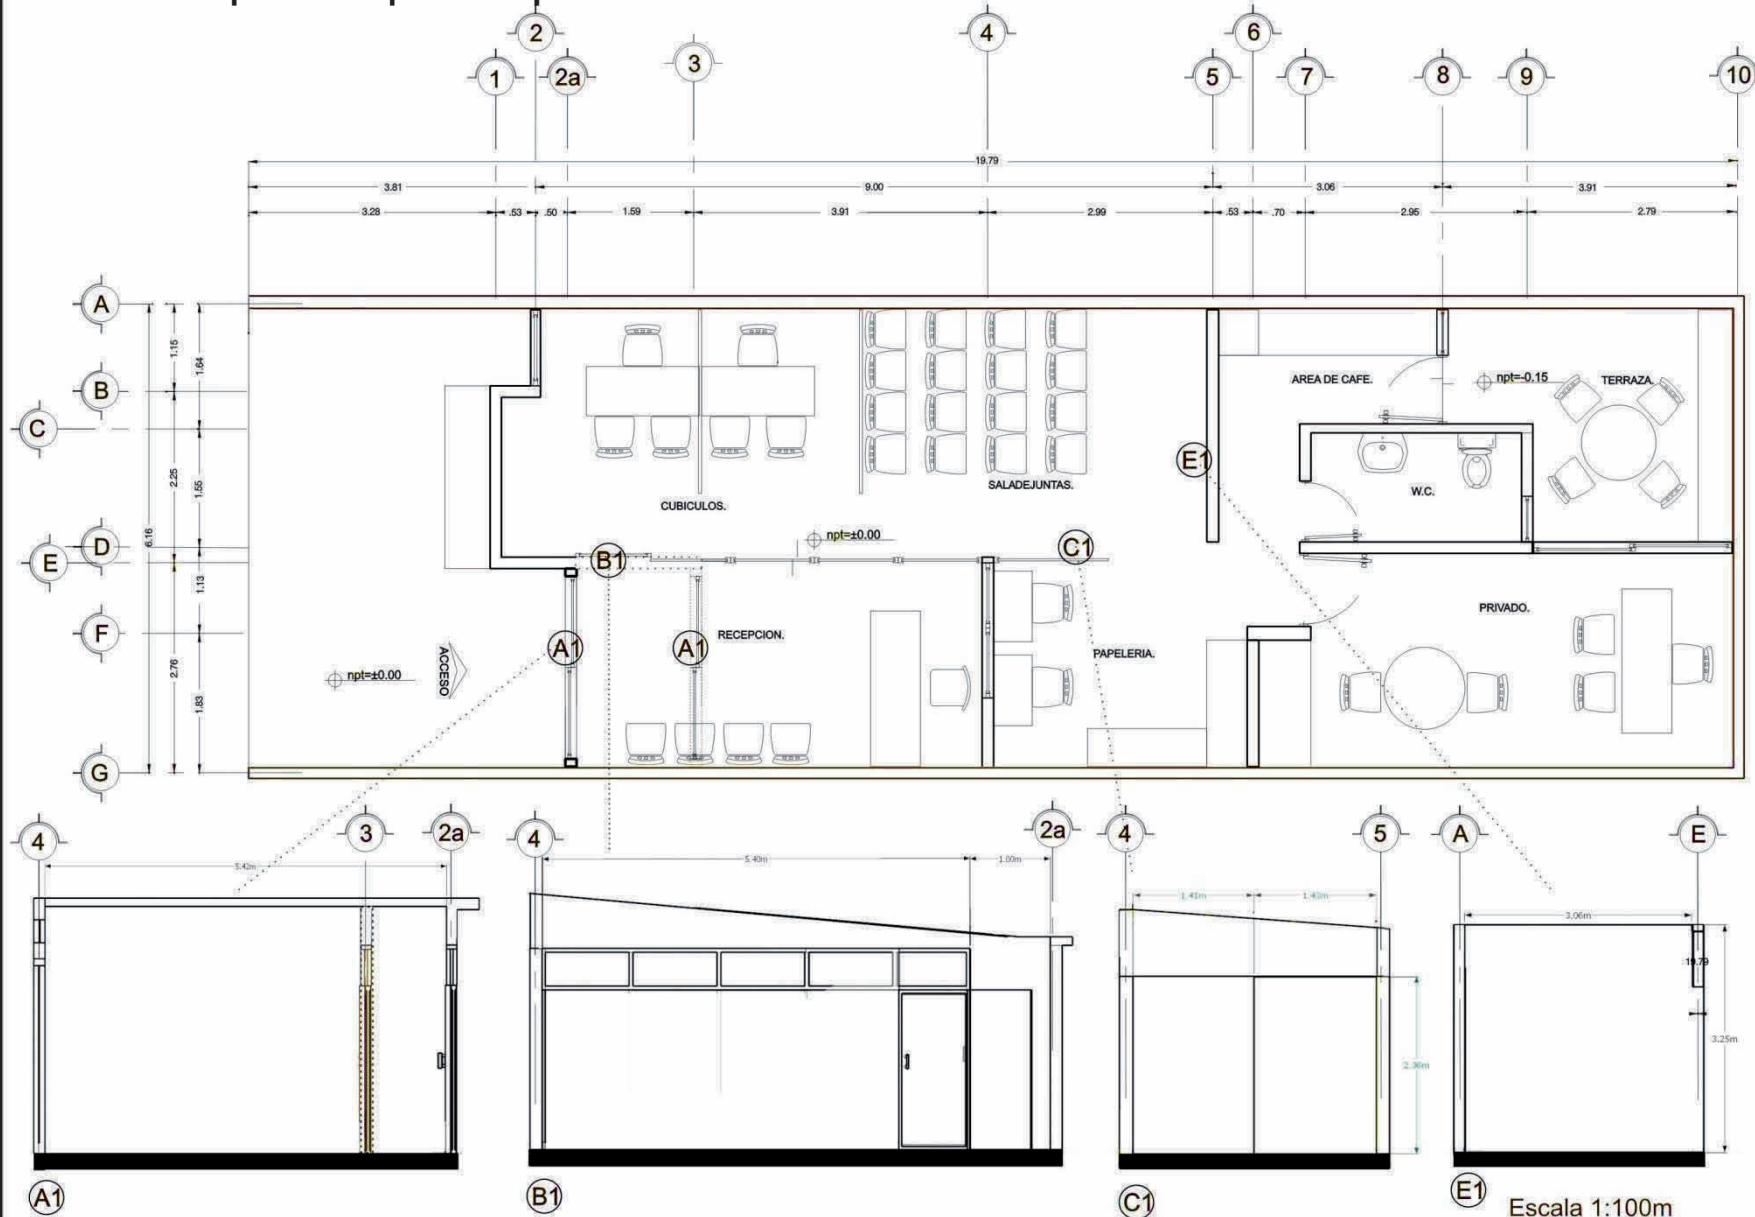 2
4
6
1
2a
3
5
7
8
9
10
19.79
3.81
9.00
3.06
3.91
3.28
.53
.50
1.59
3.91
2.99
.53
.70
2.95
2.79
A
B
C
D
E
F
G
1.15
1.64
2.25
1.55
6.16
1.13
2.76
1.83
AREA DE CAFE.
npt=-0.15
TERRAZA.
E1
SALADEJUNTAS.
W.C.
CUBICULOS.
npt=±0.00
B1
C1
PRIVADO.
RECEPCION.
A1
A1
PAPELERIA.
ACCESO
npt=±0.00
4
3
2a
5.42m
A1
4
2a
5.40m
1.00m
B1
4
5
1.41m
1.43m
2.36m
C1
A
E
3.06m
19.79
3.25m
E1
Escala 1:100m